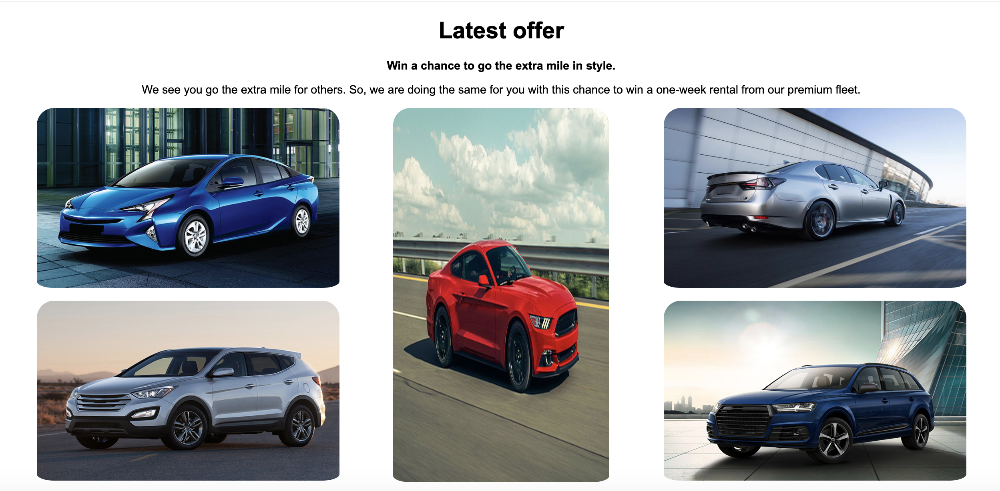 Latest offer
Win a chance to go the extra mile in style.
We see you go the extra mile for others. So, we are doing the same for you with this chance to win a one-week rental from our premium fleet.